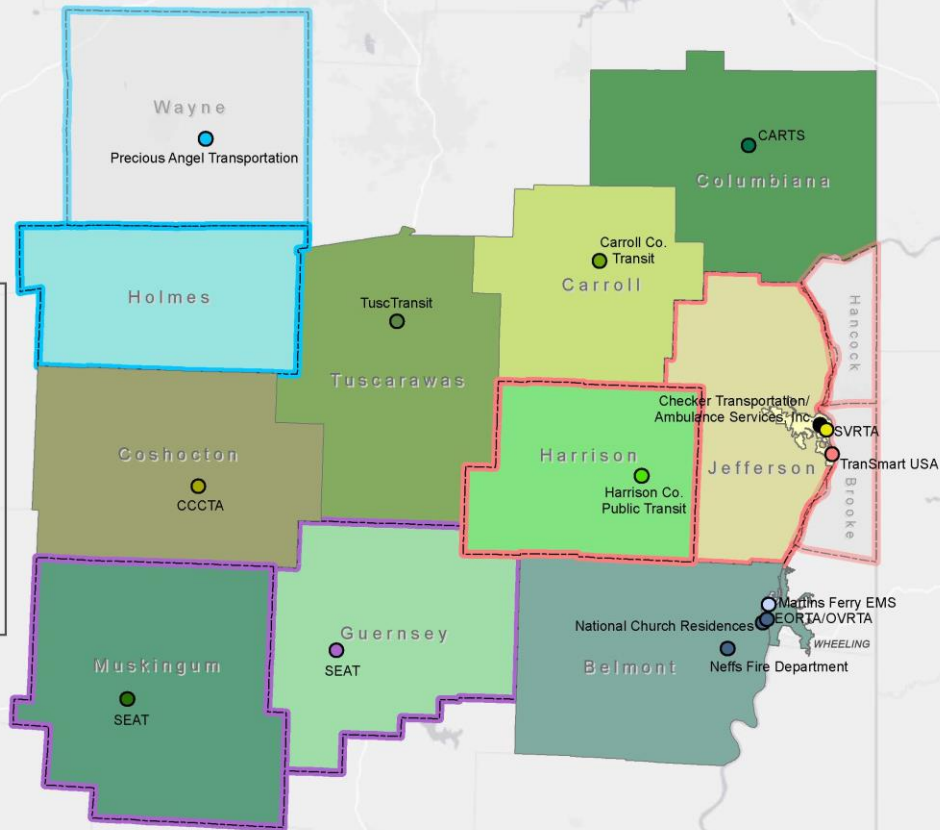 Wayne
Precious Angel Transportation
CARTS
Columbiana
Carroll Co.
Transit
Carroll
Holmes
TuscTransit
Tuscarawas
Hancock
Checker Transportation/
Ambulance Services, Inc.
SVRTA
TranSmart USA
Jefferson
Brooke
Harrison
Harrison Co.
Public Transit
Coshocton
CCCTA
Martins Ferry EMS
EORTA/OVRTA
National Church Residences
WHEELING
Belmont
Neffs Fire Department
Guernsey
SEAT
Muskingum
SEAT